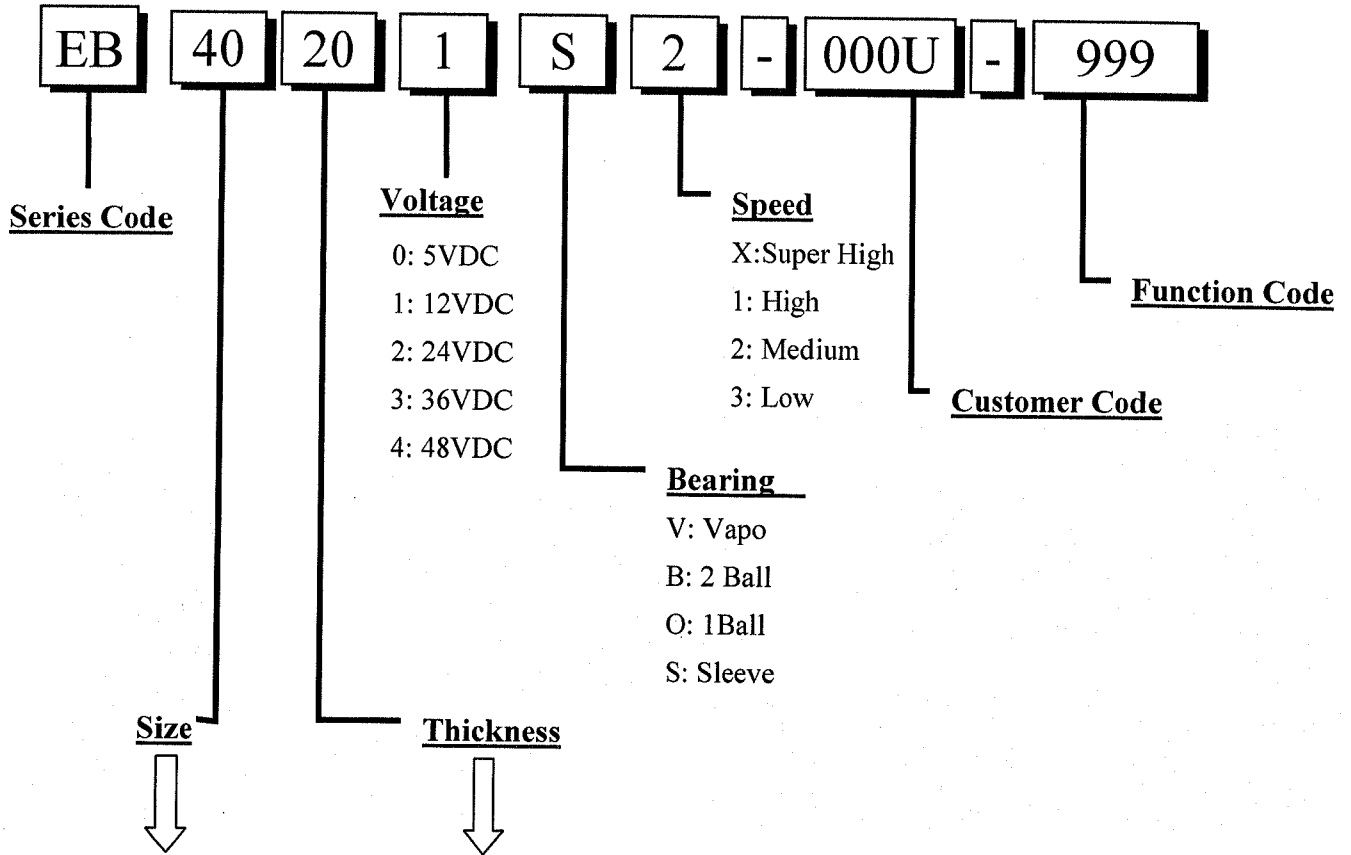 EB 40 20 1 S 2 - 000U - 999
Series Code
Voltage
0: 5VDC
1: 12VDC
2: 24VDC
3: 36VDC
4: 48VDC
Speed
X:Super High
1: High
2: Medium
3: Low
Function Code
Customer Code
Bearing
V: Vapo
B: 2 Ball
O: 1Ball
S: Sleeve
Size
Thickness